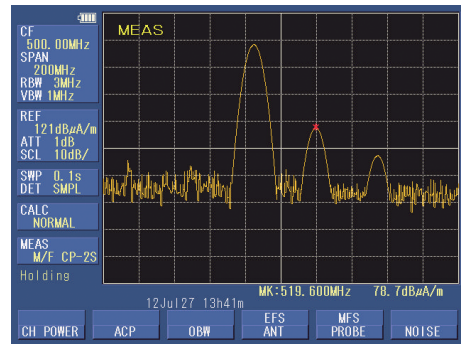 MEAS
CF
500.00MHz
SPAN
200MHz
RBW 3MHz
VBW 1MHz
REF
121dBμA/m
ATT 1dB
SCL 10dB/
SWP 0.1s
DET SMPL
CALC
NORMAL
MEAS
M/F CP-2S
Holding
MK:519.600MHz 78.7dBμA/m
12Jul27 13h41m
CH POWER
ACP
OBW
EFS
ANT
MFS
PROBE
NOISE